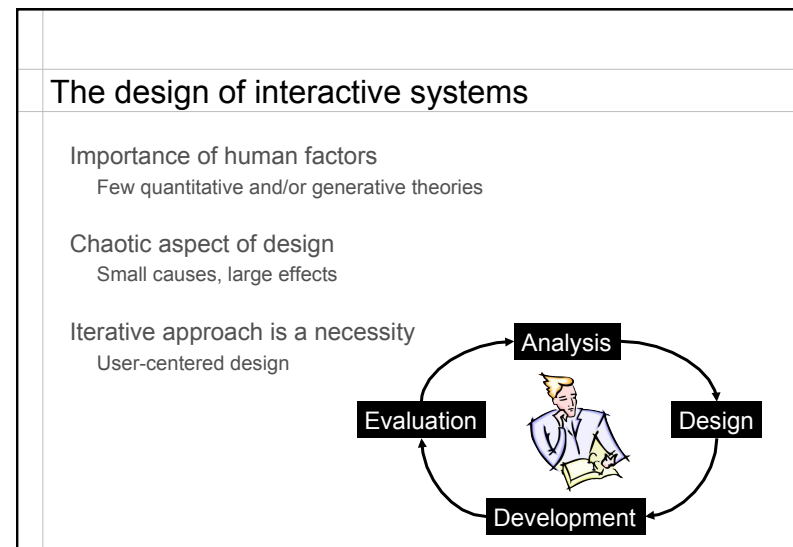 The design of interactive systems
Importance of human factors
Few quantitative and/or generative theories
Chaotic aspect of design
Small causes, large effects
Iterative approach is a necessity
User-centered design
Analysis
Evaluation
Design
Development